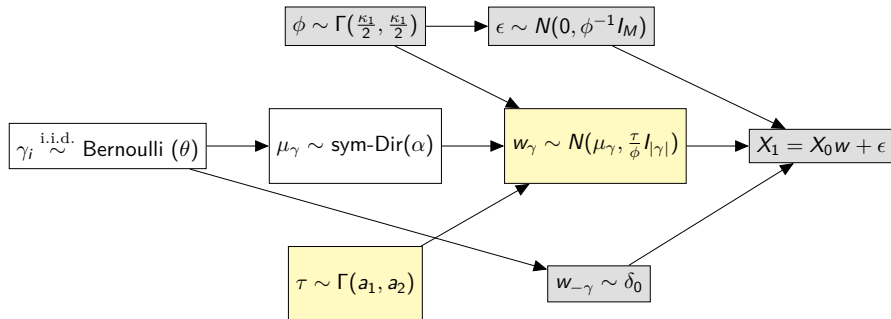 ϕ ∼ Γ(κ₁/2, κ₁/2)
ϵ ∼ N(0, ϕ⁻¹I_M)
γᵢ i.i.d.∼ Bernoulli (θ)
μ_γ ∼ sym-Dir(α)
w_γ ∼ N(μ_γ, τ/ϕ I_|γ|)
X₁ = X₀w + ϵ
τ ∼ Γ(a₁, a₂)
w_−γ ∼ δ₀